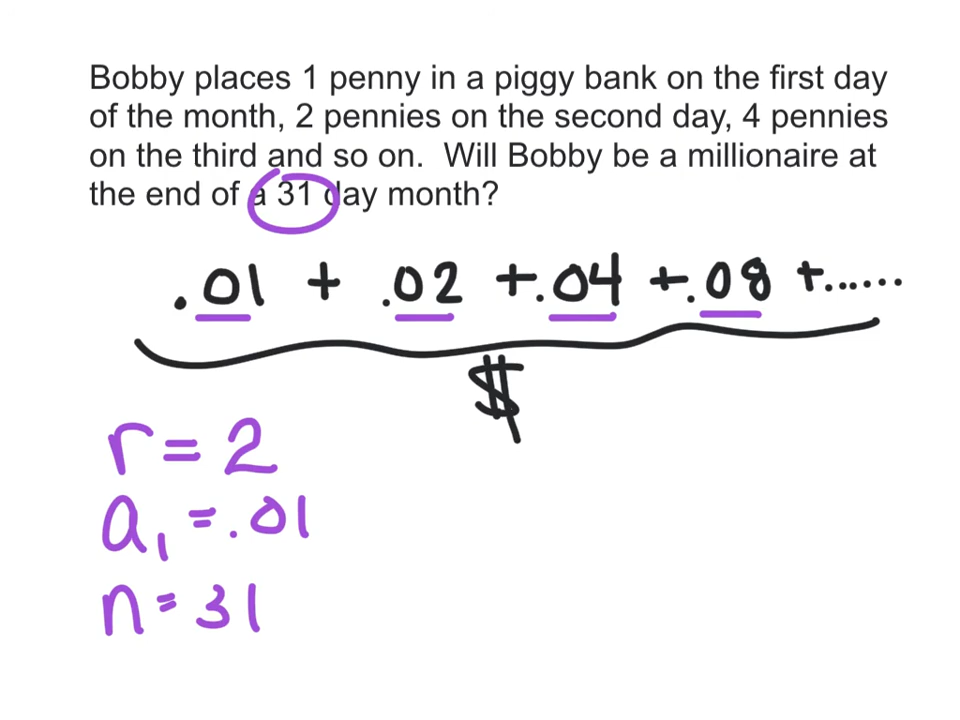 Bobby places 1 penny in a piggy bank on the first day
of the month, 2 pennies on the second day, 4 pennies
on the third and so on.  Will Bobby be a millionaire at
the end of a 31 day month?
.01 + .02 +.04 +.08 +......
$
r=2
a₁=.01
n=31